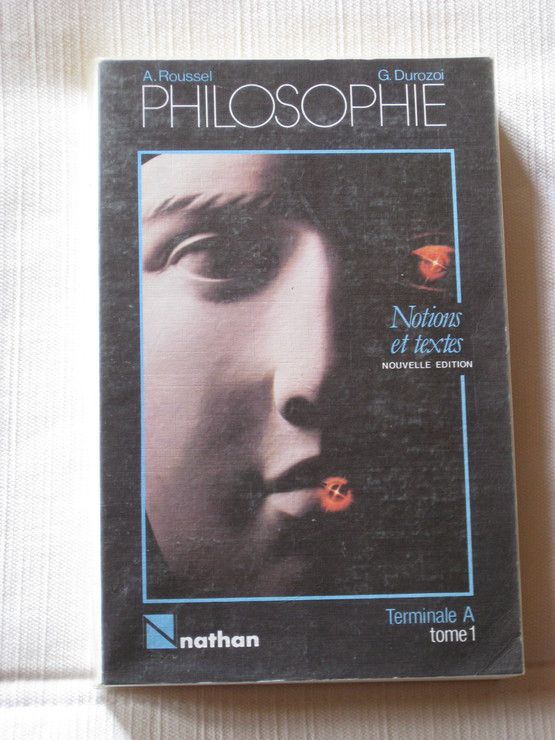 A. Roussel G. Durozoi
PHILOSOPHIE
Notions
et textes
NOUVELLE EDITION
Terminale A
tome 1
nathan